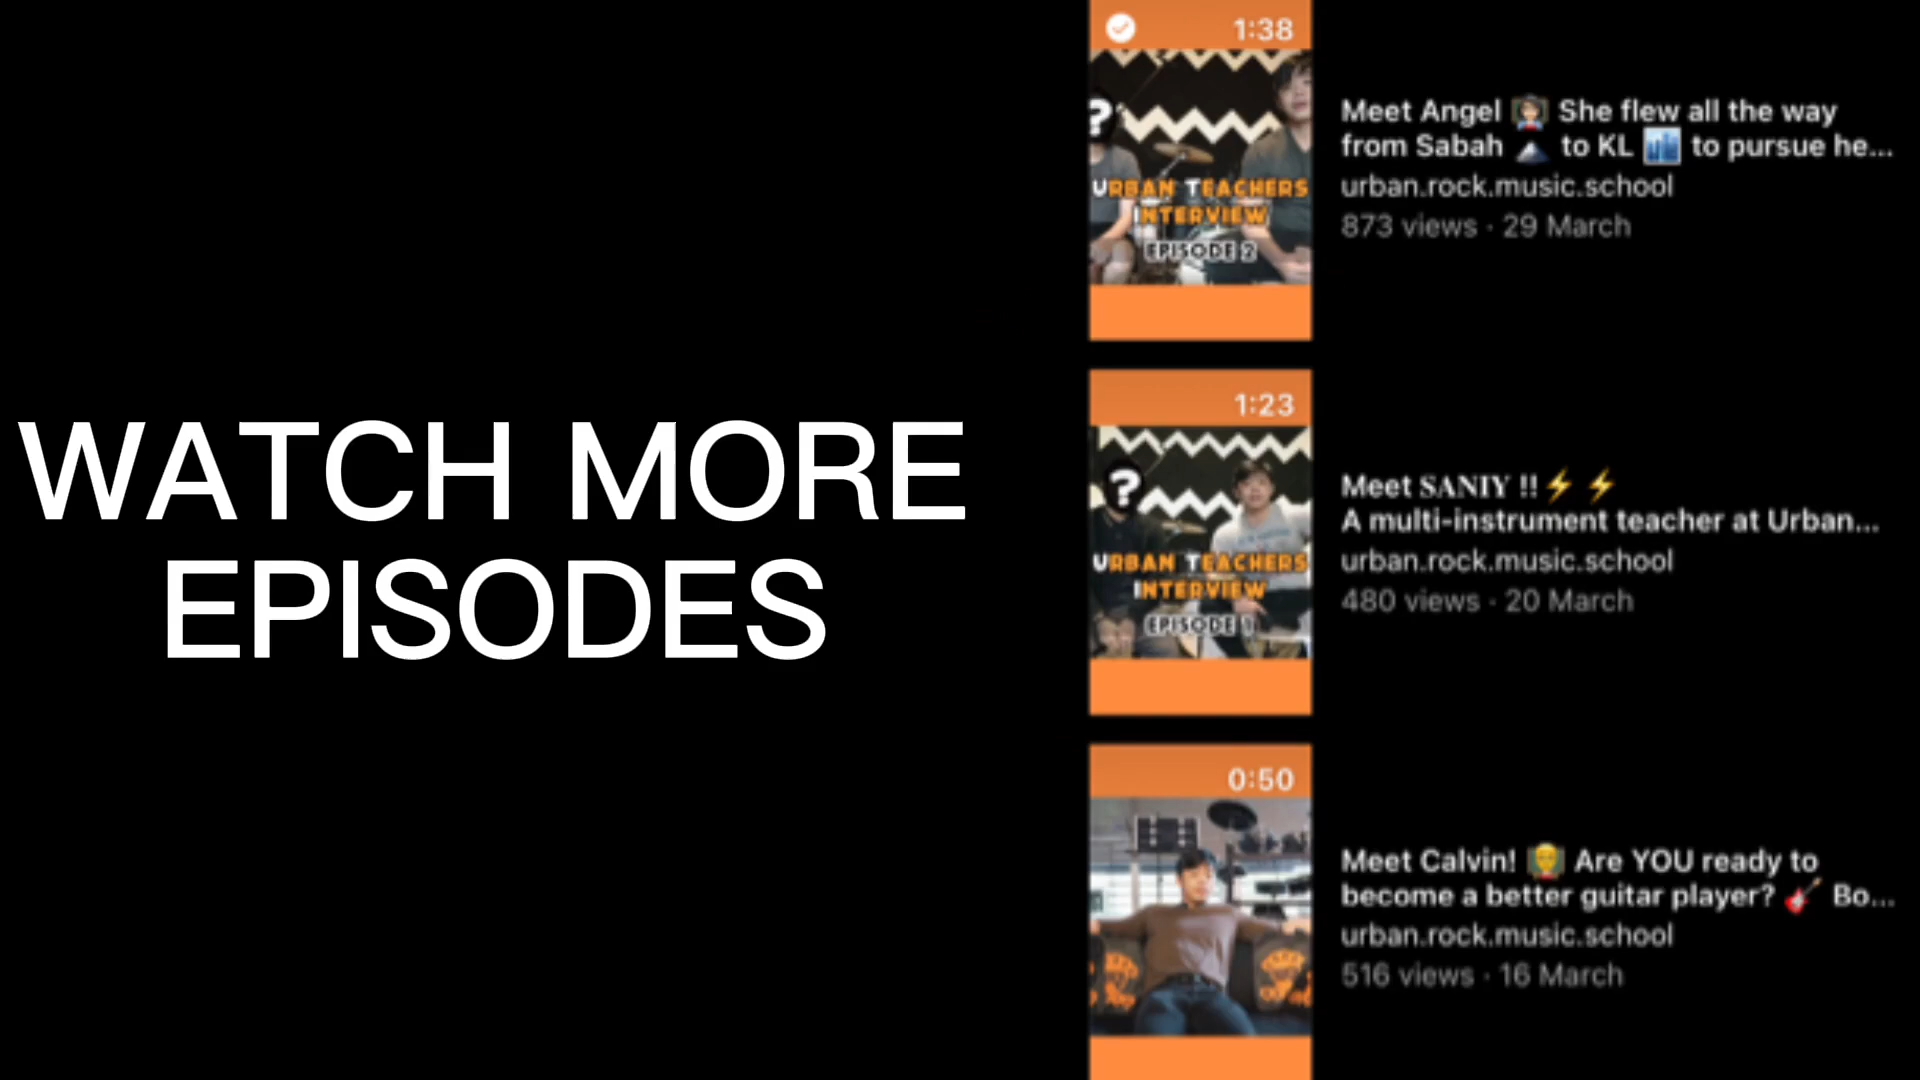 WATCH MORE
EPISODES
1:38
?
URBAN TEACHERS
INTERVIEW
EPISODE 2
Meet Angel 👩🏻‍🏫 She flew all the way
from Sabah 🗻 to KL 🏙️ to pursue he...
urban.rock.music.school
873 views · 29 March
1:23
?
URBAN TEACHERS
INTERVIEW
EPISODE 1
Meet 𝐒𝐀𝐍𝐈𝐘 !!⚡⚡
A multi-instrument teacher at Urban...
urban.rock.music.school
480 views · 20 March
0:50
Meet Calvin! 👨‍🏫 Are YOU ready to
become a better guitar player? 🎸 Bo...
urban.rock.music.school
516 views · 16 March